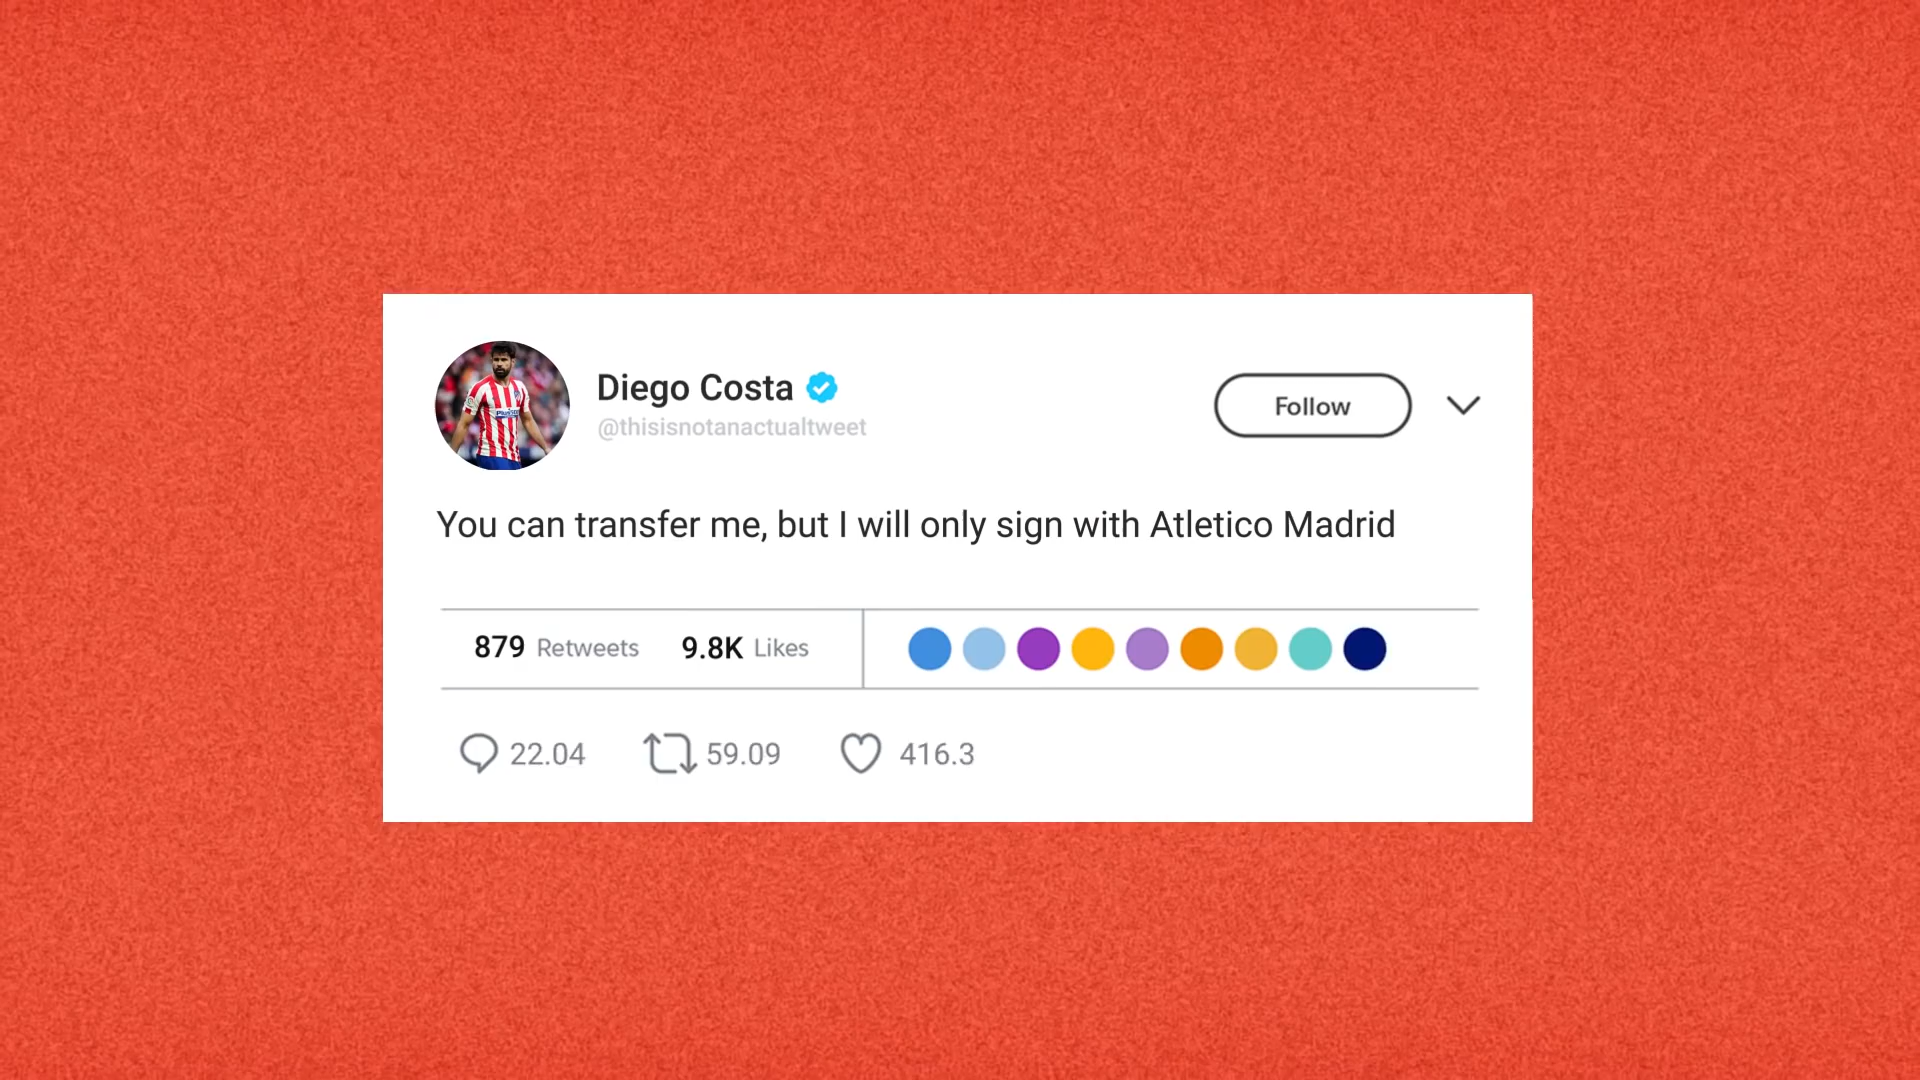 Diego Costa
@thisisnotanactualtweet
Follow
You can transfer me, but I will only sign with Atletico Madrid
879 Retweets 9.8K Likes
22.04 59.09 416.3